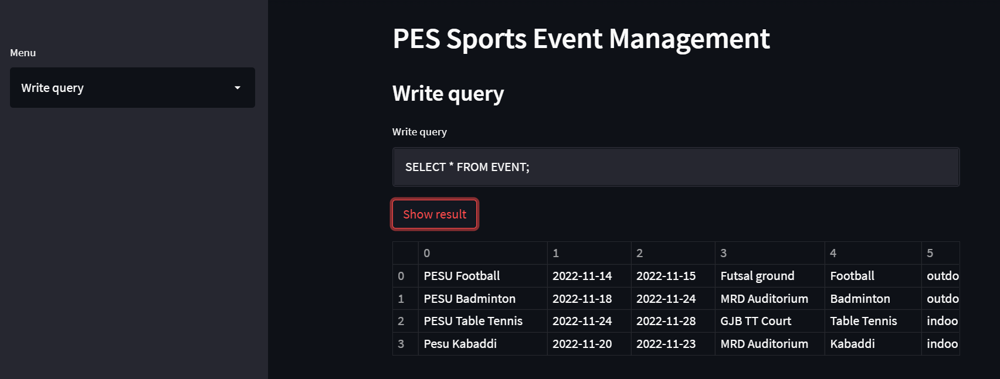 Menu
Write query
PES Sports Event Management
Write query
Write query
SELECT * FROM EVENT;
Show result
0 1 2 3 4 5
0 PESU Football 2022-11-14 2022-11-15 Futsal ground Football outdo
1 PESU Badminton 2022-11-18 2022-11-24 MRD Auditorium Badminton outdo
2 PESU Table Tennis 2022-11-24 2022-11-28 GJB TT Court Table Tennis indoo
3 Pesu Kabaddi 2022-11-20 2022-11-23 MRD Auditorium Kabaddi indoo